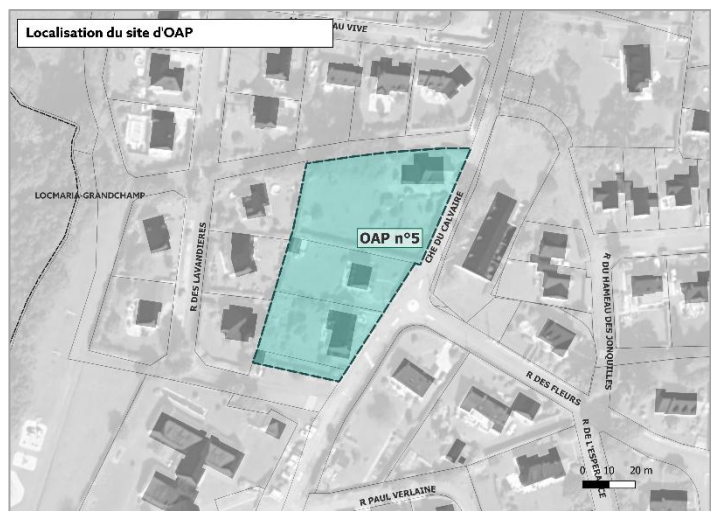 Localisation du site d'OAP
AU VIVE
LOCMARIA-GRANDCHAMP
R DES LAVANDIERES
OAP n°5
CHE DU CALVAIRE
R DU HAMEAU DES JONQUILLES
R DES FLEURS
R DE L'ESPERANCE
R PAUL VERLAINE
0 10 20 m